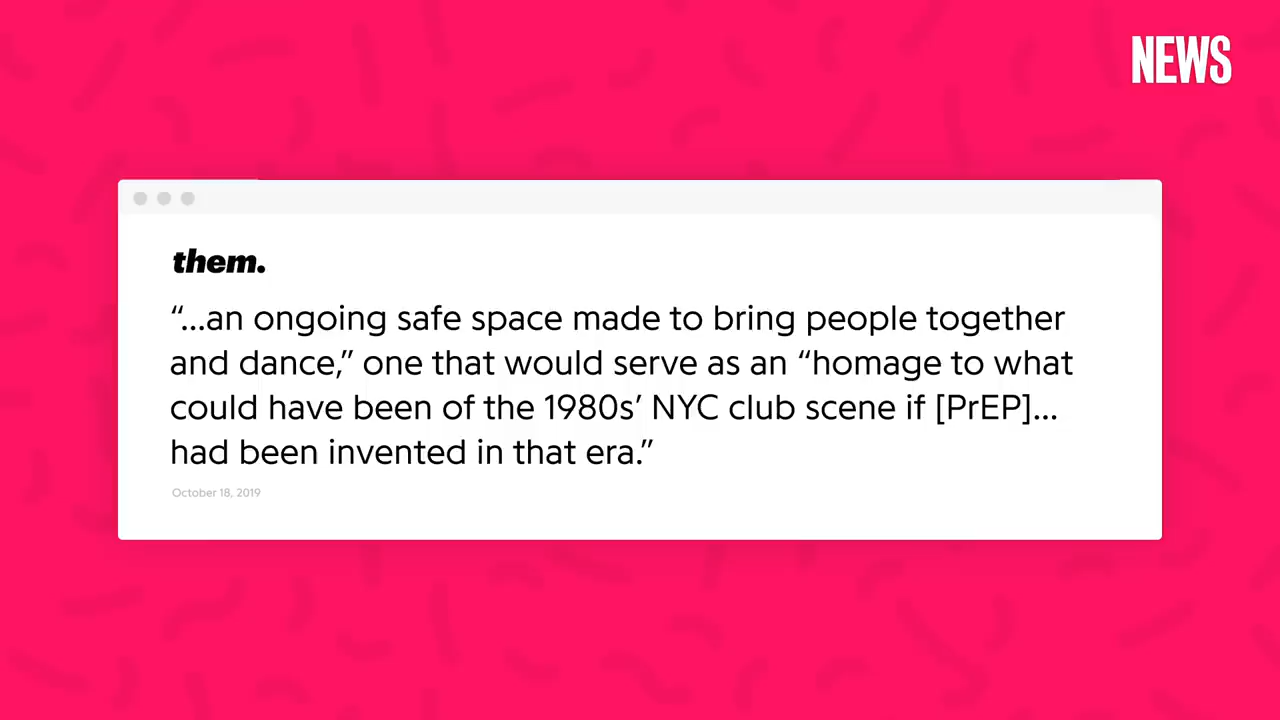 NEWS
them.
“...an ongoing safe space made to bring people together
and dance,” one that would serve as an “homage to what
could have been of the 1980s’ NYC club scene if [PrEP]...
had been invented in that era.”
October 18, 2019